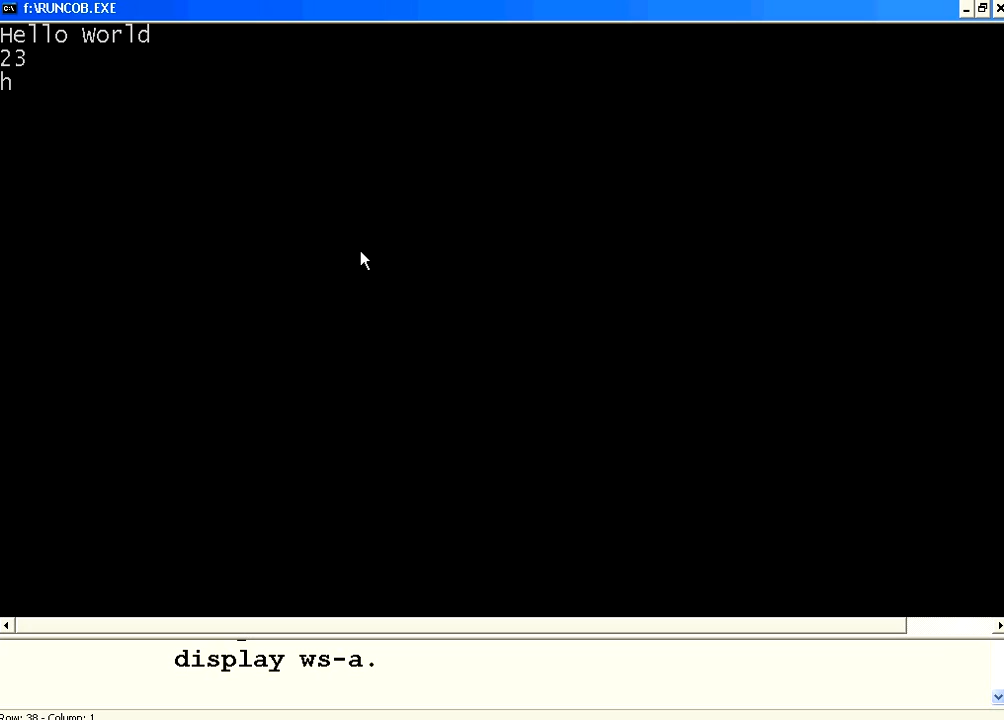 f:\RUNCOB.EXE
Hello World
23
h
display ws-a.
Row: 38 - Column: 1